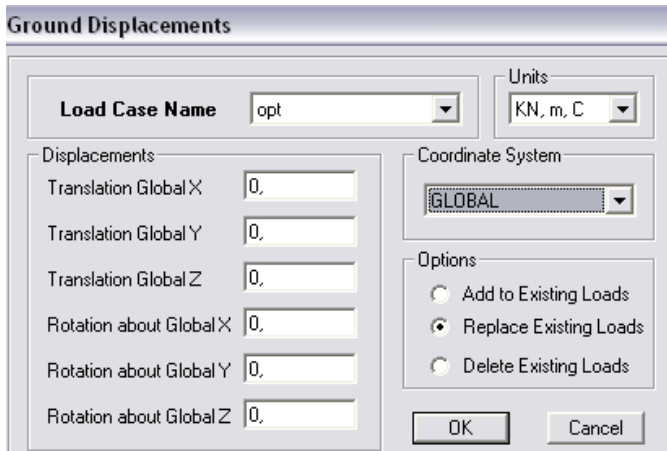 Ground Displacements
Load Case Name opt
Units
KN, m, C
Displacements
Translation Global X 0,
Translation Global Y 0,
Translation Global Z 0,
Rotation about Global X 0,
Rotation about Global Y 0,
Rotation about Global Z 0,
Coordinate System
GLOBAL
Options
Add to Existing Loads
Replace Existing Loads
Delete Existing Loads
OK Cancel